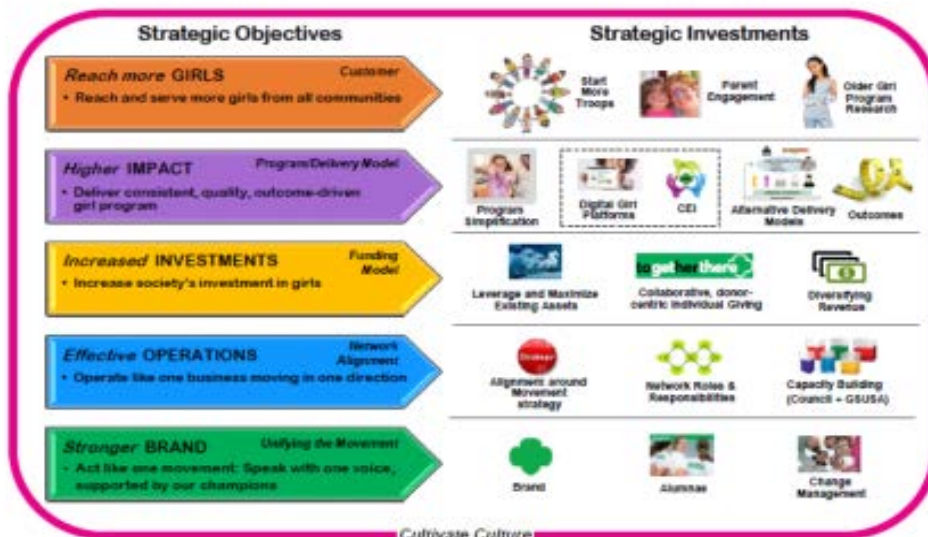 Strategic Objectives
Strategic Investments
Reach more GIRLS
Customer
• Reach and serve more girls from all communities
Start
More
Troops
Parent
Engagement
Older Girl
Program
Research
Higher IMPACT
Program/Delivery Model
• Deliver consistent, quality, outcome-driven
girl program
Program
Simplification
Digital Girl
Platforms
CEI
Alternative Delivery
Models
Outcomes
Increased INVESTMENTS
Funding
Model
• Increase society's investment in girls
Leverage and Maximize
Existing Assets
togetherthere
Collaborative, donor-
centric Individual Giving
Diversifying
Revenue
Effective OPERATIONS
Network
Alignment
• Operate like one business moving in one direction
Strategy
Alignment around
Movement
strategy
Network Roles &
Responsibilities
Capacity Building
(Council + GSUSA)
Stronger BRAND
Unifying the Movement
• Act like one movement: Speak with one voice,
supported by our champions
Brand
Alumnae
Change
Management
Cultivate Culture